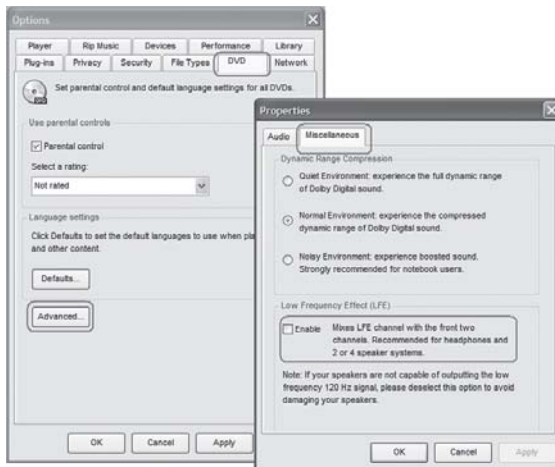 Options
Player Rip Music Devices Performance Library
Plug-ins Privacy Security File Types DVD Network
Set parental control and default language settings for all DVDs.
Use parental controls
Parental control
Select a rating:
Not rated
Language settings
Click Defaults to set the default languages to use when
and other content.
Defaults...
Advanced...
OK Cancel Apply
Properties
Audio Miscellaneous
Dynamic Range Compression
Quiet Environment: experience the full dynamic range
of Dolby Digital sound.
Normal Environment: experience the compressed
dynamic range of Dolby Digital sound.
Noisy Environment: experience boosted sound.
Strongly recommended for notebook users.
Low Frequency Effect (LFE)
Enable Mixes LFE channel with the front two
channels. Recommended for headphones and
2 or 4 speaker systems.
Note: If your speakers are not capable of outputting the low
frequency 120 Hz signal, please deselect this option to avoid
damaging your speakers.
OK Cancel Apply